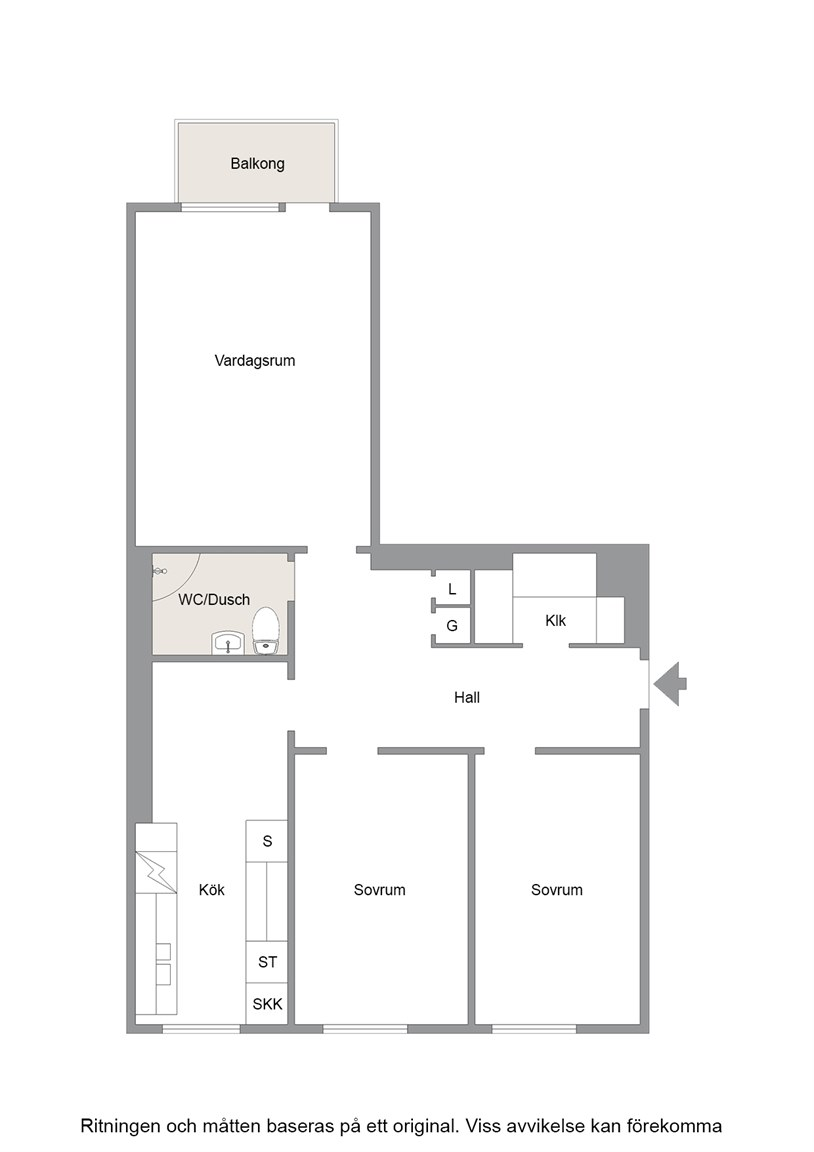 Balkong
Vardagsrum
L
WC/Dusch
G
Klk
Hall
S
Kök
Sovrum
Sovrum
ST
SKK
Ritningen och måtten baseras på ett original. Viss avvikelse kan förekomma